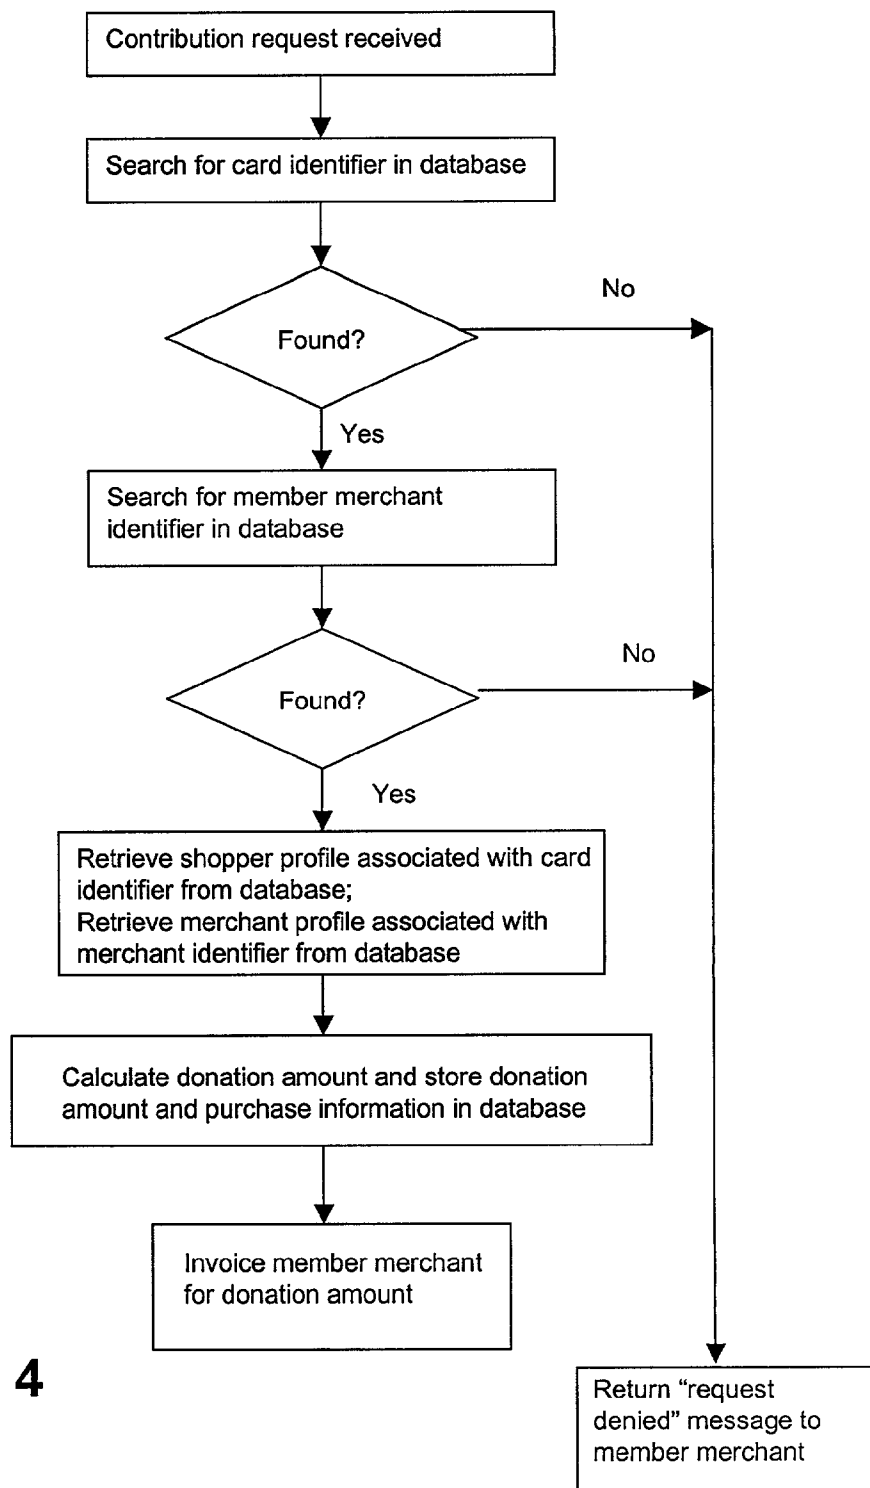 Contribution request received
Search for card identifier in database
Found?
No
Yes
Search for member merchant
identifier in database
Found?
No
Yes
Retrieve shopper profile associated with card
identifier from database;
Retrieve merchant profile associated with
merchant identifier from database
Calculate donation amount and store donation
amount and purchase information in database
Invoice member merchant
for donation amount
4
Return “request
denied” message to
member merchant